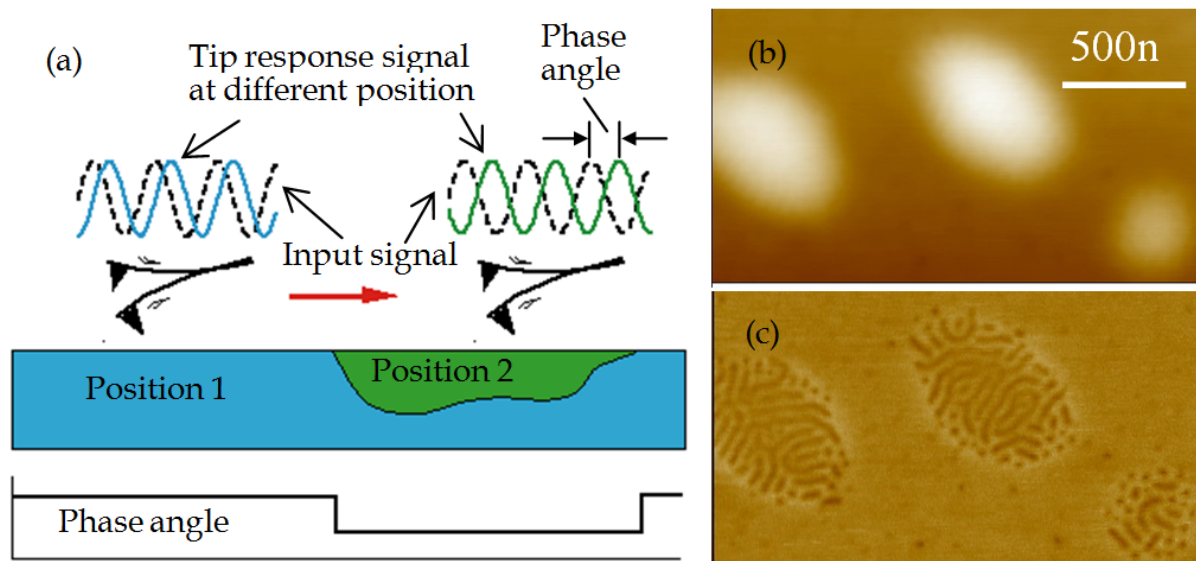 (a)
Tip response signal
at different position
Phase
angle
Input signal
Position 1
Position 2
Phase angle
(b)
500n
(c)